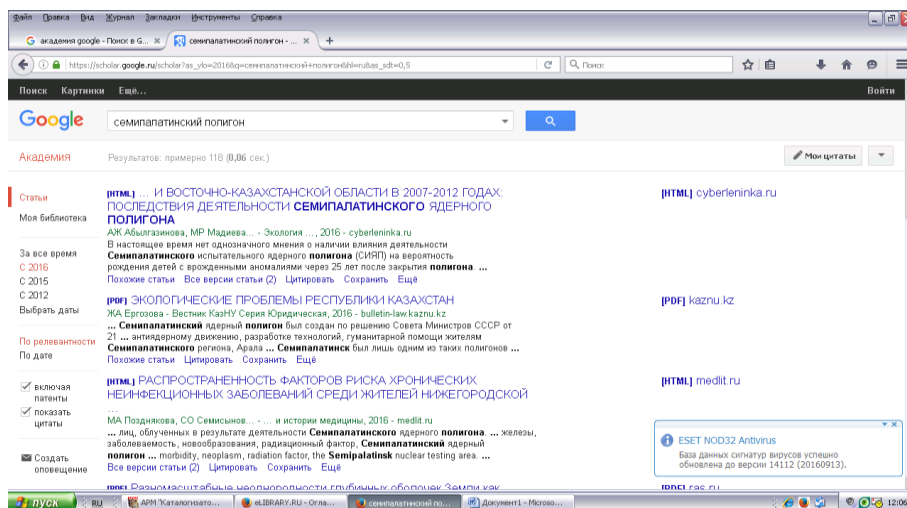 Файл Правка Вид Журнал Закладки Инструменты Справка
академия google - Поиск в G... × семипалатинский полигон - ... × +
https://scholar.google.ru/scholar?as_ylo=2016&q=семипалатинский+полигон&hl=ru&as_sdt=0,5
Поиск
Поиск Картинки Ещё... Войти
Google семипалатинский полигон
Академия Результатов: примерно 118 (0,06 сек.) Мои цитаты
Статьи
Моя библиотека
За все время
С 2016
С 2015
С 2012
Выбрать даты
По релевантности
По дате
включая
патенты
показать
цитаты
Создать
оповещение
[HTML] ... И ВОСТОЧНО-КАЗАХСТАНСКОЙ ОБЛАСТИ В 2007-2012 ГОДАХ:
ПОСЛЕДСТВИЯ ДЕЯТЕЛЬНОСТИ СЕМИПАЛАТИНСКОГО ЯДЕРНОГО
ПОЛИГОНА
АЖ Абылгазинова, МР Мадиева... - Экология ..., 2016 - cyberleninka.ru
В настоящее время нет однозначного мнения о наличии влияния деятельности
Семипалатинского испытательного ядерного полигона (СИЯП) на вероятность
рождения детей с врожденными аномалиями через 25 лет после закрытия полигона. ...
Похожие статьи Все версии статьи (2) Цитировать Сохранить Ещё
[HTML] cyberleninka.ru
[PDF] ЭКОЛОГИЧЕСКИЕ ПРОБЛЕМЫ РЕСПУБЛИКИ КАЗАХСТАН
ЖА Ергозова - Вестник КазНУ Серия Юридическая, 2016 - bulletin-law.kaznu.kz
... Семипалатинский ядерный полигон был создан по решению Совета Министров СССР от
21 ... антиядерному движению, разработке технологий, гуманитарной помощи жителям
Семипалатинского региона, Арала ... Семипалатинск был лишь одним из таких полигонов ...
Похожие статьи Цитировать Сохранить Ещё
[PDF] kaznu.kz
[HTML] РАСПРОСТРАНЕННОСТЬ ФАКТОРОВ РИСКА ХРОНИЧЕСКИХ
НЕИНФЕКЦИОННЫХ ЗАБОЛЕВАНИЙ СРЕДИ ЖИТЕЛЕЙ НИЖЕГОРОДСКОЙ
...
МА Позднякова, СО Семисынов... - ... и истории медицины, 2016 - medlit.ru
... лиц, облученных в результате деятельности Семипалатинского ядерного полигона. ... железы,
заболеваемость, новообразования, радиационный фактор, Семипалатинский ядерный
полигон ... morbidity, neoplasm, radiation factor, the Semipalatinsk nuclear testing area. ...
Все версии статьи (2) Цитировать Сохранить Ещё
[HTML] medlit.ru
[PDF] Разномасштабные неоднородности глубинных оболочек Земли как
[PDF] ras.ru
ESET NOD32 Antivirus
База данных сигнатур вирусов успешно
обновлена до версии 14112 (20160913).
пуск RU АРМ "Каталогизато... eLIBRARY.RU - Огла... семипалатинский по... Документ1 - Microso... 12:06